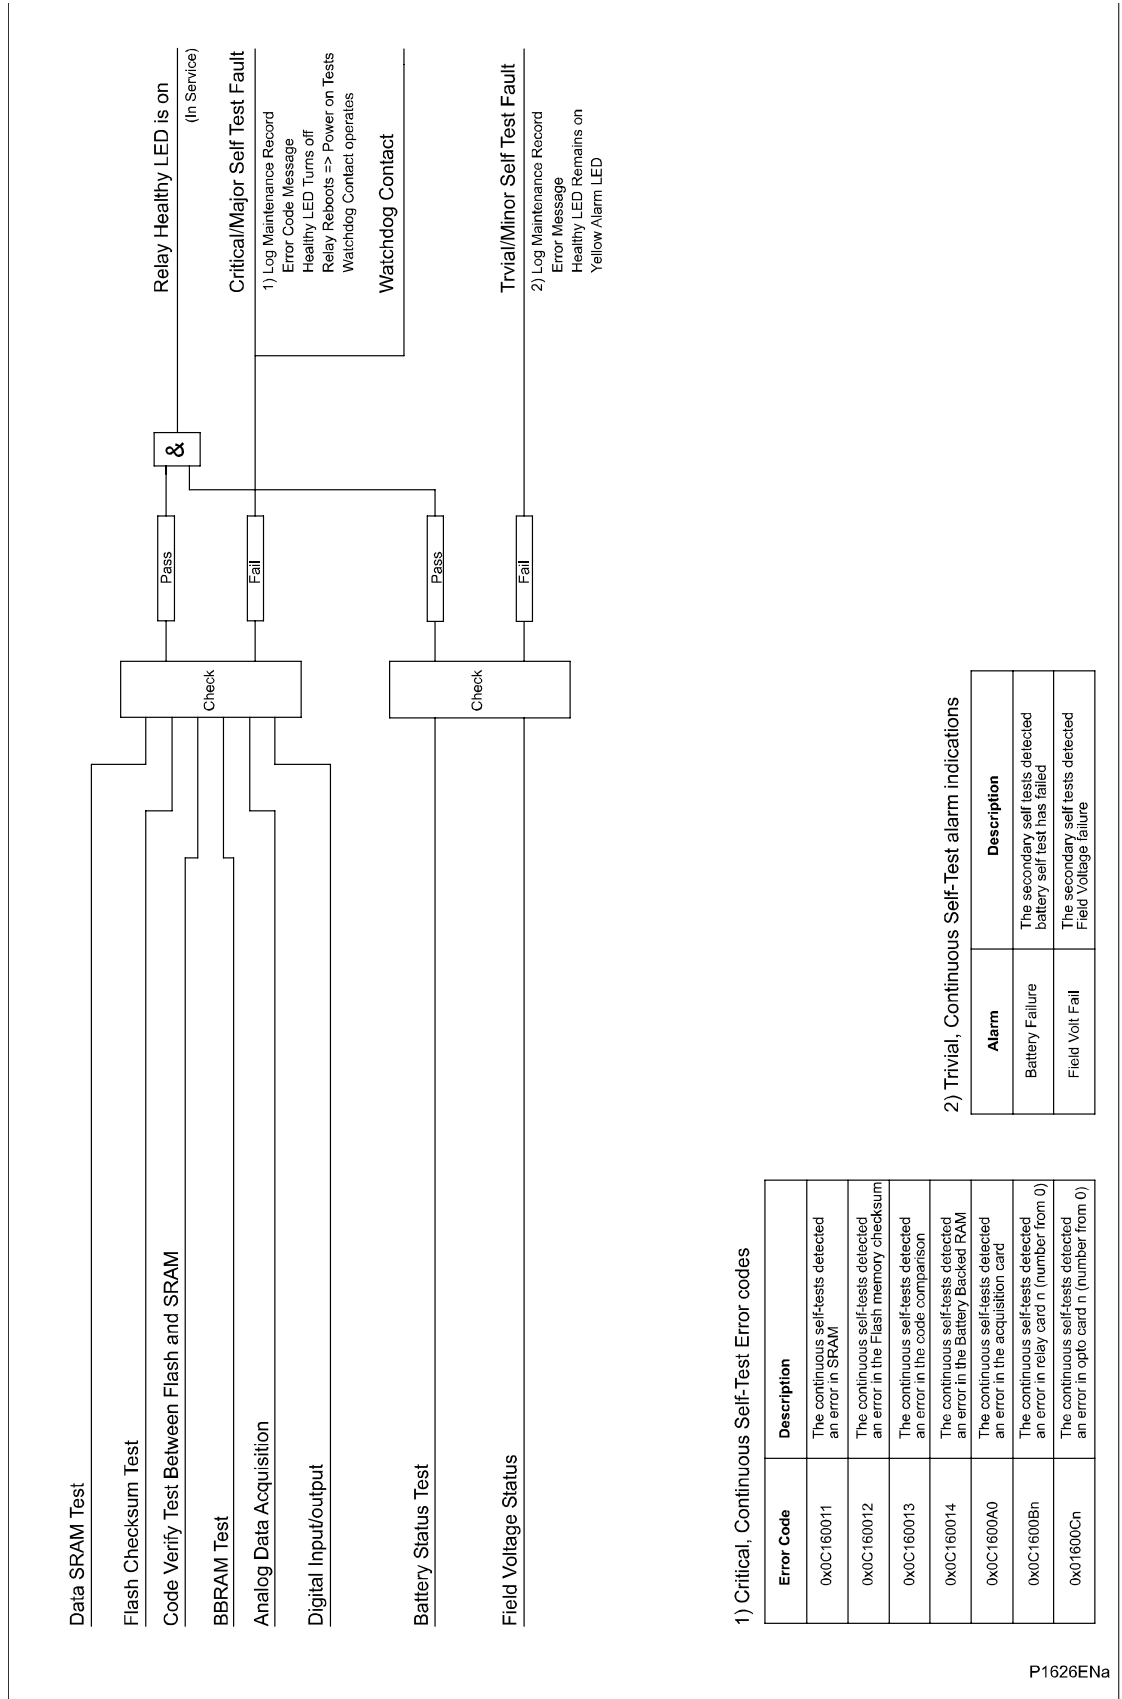 Data SRAM Test
Flash Checksum Test
Code Verify Test Between Flash and SRAM
BBRAM Test
Analog Data Acquisition
Digital Input/output
Battery Status Test
Field Voltage Status
Check
Check
Pass
Fail
Pass
Fail
&
Relay Healthy LED is on
(In Service)
Critical/Major Self Test Fault
1) Log Maintenance Record
Error Code Message
Healthy LED Turns off
Relay Reboots => Power on Tests
Watchdog Contact operates
Watchdog Contact
Trvial/Minor Self Test Fault
2) Log Maintenance Record
Error Message
Healthy LED Remains on
Yellow Alarm LED
1) Critical, Continuous Self-Test Error codes
Error Code Description
0x0C160011 The continuous self-tests detected
an error in SRAM
0x0C160012 The continuous self-tests detected
an error in the Flash memory checksum
0x0C160013 The continuous self-tests detected
an error in the code comparison
0x0C160014 The continuous self-tests detected
an error in the Battery Backed RAM
0x0C1600A0 The continuous self-tests detected
an error in the acquisition card
0x0C1600Bn The continuous self-tests detected
an error in relay card n (number from 0)
0x01600Cn The continuous self-tests detected
an error in opto card n (number from 0)
2) Trivial, Continuous Self-Test alarm indications
Alarm Description
Battery Failure The secondary self tests detected
battery self test has failed
Field Volt Fail The secondary self tests detected
Field Voltage failure
P1626ENa